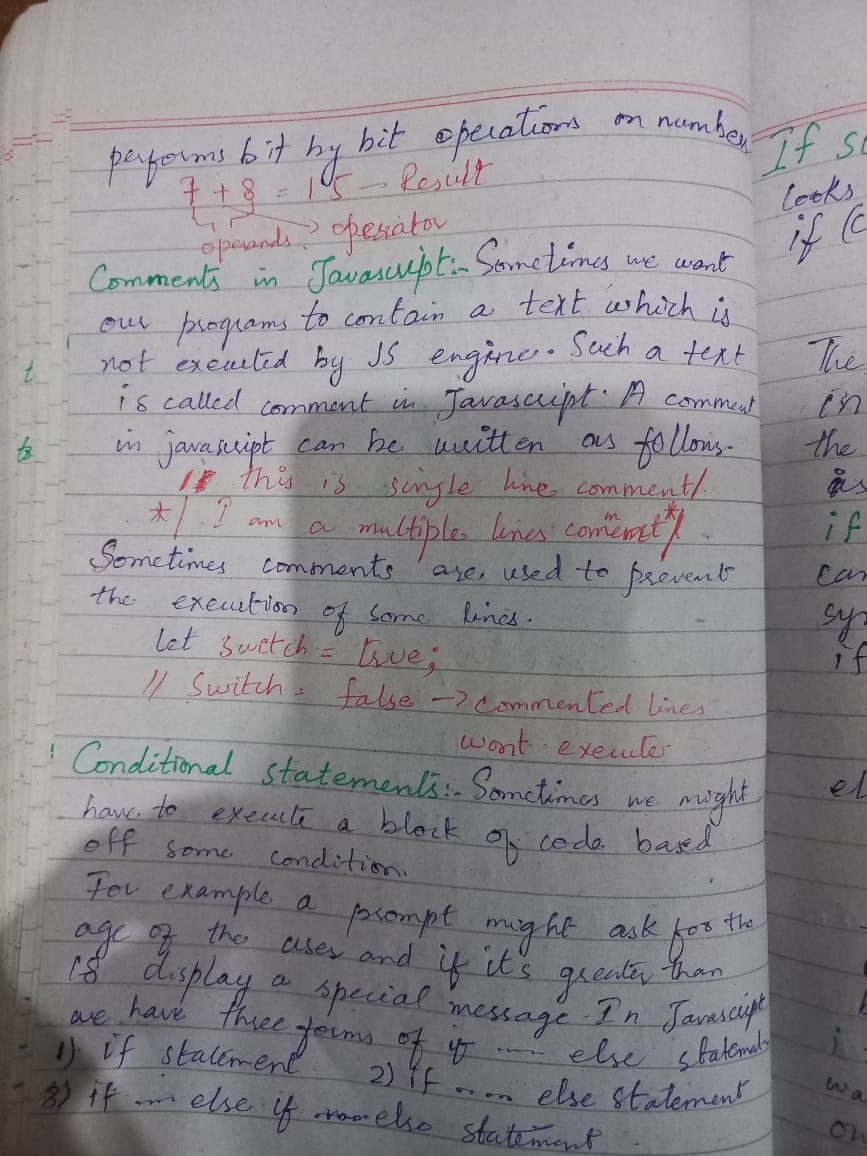 performs bit by bit operations on number
7 + 8 = 15 - Result
operands. operator
Comments in Javascript:- Sometimes we want
our programs to contain a text which is
not executed by JS engine. Such a text
is called comment in Javascript. A comment
in javascript can be written as follows-
// this is single line comment/.
*/ I am a multiple lines comemt*/.
Sometimes comments are used to prevent
the execution of some lines.
let switch = true;
// Switch = false -> commented lines
wont execute
Conditional statements:- Sometimes we might
have to execute a block of code based
off some condition.
For example a prompt might ask for the
age of the user and if it's greater than
18 display a special message. In Javascript
we have three forms of if ---- else statement
1) if statement 2) if .... else statement
3) if --- else if else statement
If
looks
if (
The
in
the
as
if
can
if
el